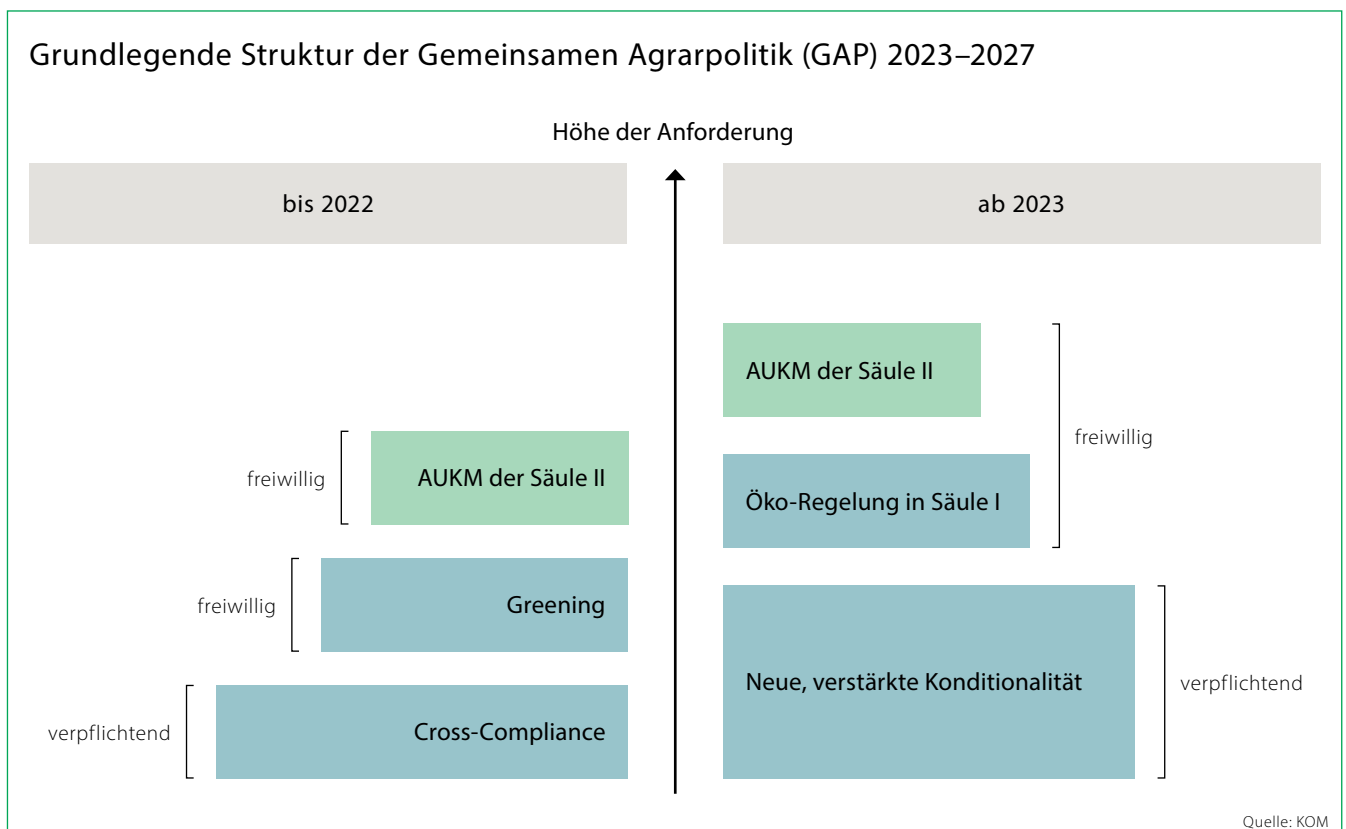 Grundlegende Struktur der Gemeinsamen Agrarpolitik (GAP) 2023–2027
Höhe der Anforderung
bis 2022
ab 2023
AUKM der Säule II
freiwillig
AUKM der Säule II
freiwillig
Öko-Regelung in Säule I
freiwillig
Greening
Neue, verstärkte Konditionalität
verpflichtend
verpflichtend
Cross-Compliance
Quelle: KOM